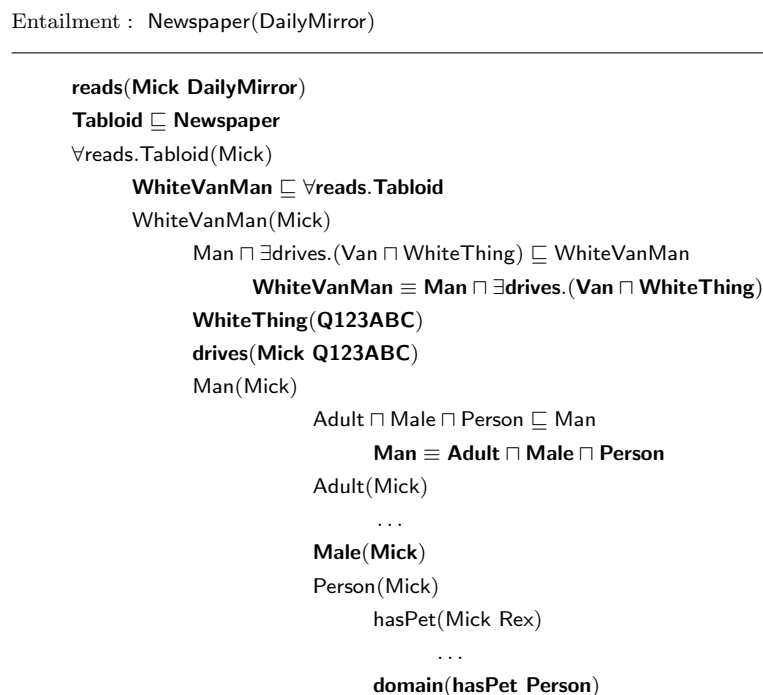 Entailment : Newspaper(DailyMirror)
reads(Mick DailyMirror)
Tabloid ⊑ Newspaper
∀reads.Tabloid(Mick)
WhiteVanMan ⊑ ∀reads.Tabloid
WhiteVanMan(Mick)
Man ⊓ ∃drives.(Van ⊓ WhiteThing) ⊑ WhiteVanMan
WhiteVanMan ≡ Man ⊓ ∃drives.(Van ⊓ WhiteThing)
WhiteThing(Q123ABC)
drives(Mick Q123ABC)
Man(Mick)
Adult ⊓ Male ⊓ Person ⊑ Man
Man ≡ Adult ⊓ Male ⊓ Person
Adult(Mick)
...
Male(Mick)
Person(Mick)
hasPet(Mick Rex)
...
domain(hasPet Person)